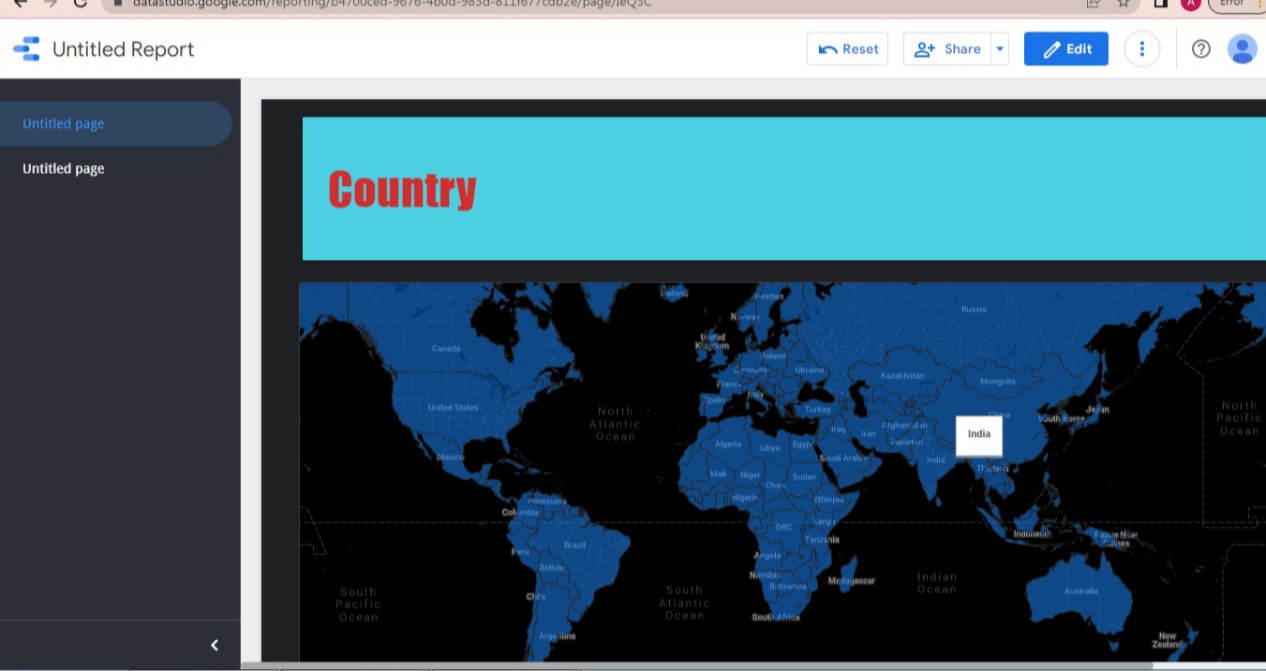 datastudio.google.com/reporting/b4700ced-9676-4b0d-983d-811f677cdb2e/page/IeQ3C
A
Error
Untitled Report
Reset
Share
Edit
Untitled page
Untitled page
Country
Iceland
Sweden
Russia
Norway
United
Kingdom
Canada
Poland
Germany
Ukraine
Kazakhstan
Mongolia
France
Spain
Italy
United States
Turkey
China
Japan
South Korea
North
Atlantic
Ocean
North
Pacific
Ocean
Iraq
Iran
Afghanistan
Pakistan
India
Algeria
Libya
Egypt
Saudi Arabia
India
Thailand
Mexico
Mali
Niger
Sudan
Chad
Nigeria
Ethiopia
Venezuela
Colombia
DRC
Kenya
Tanzania
Indonesia
Papua New
Guinea
Brazil
Peru
Angola
Bolivia
Namibia
Botswana
Madagascar
Indian
Ocean
Australia
South
Pacific
Ocean
Chile
South
Atlantic
Ocean
South Africa
Argentina
New
Zealand